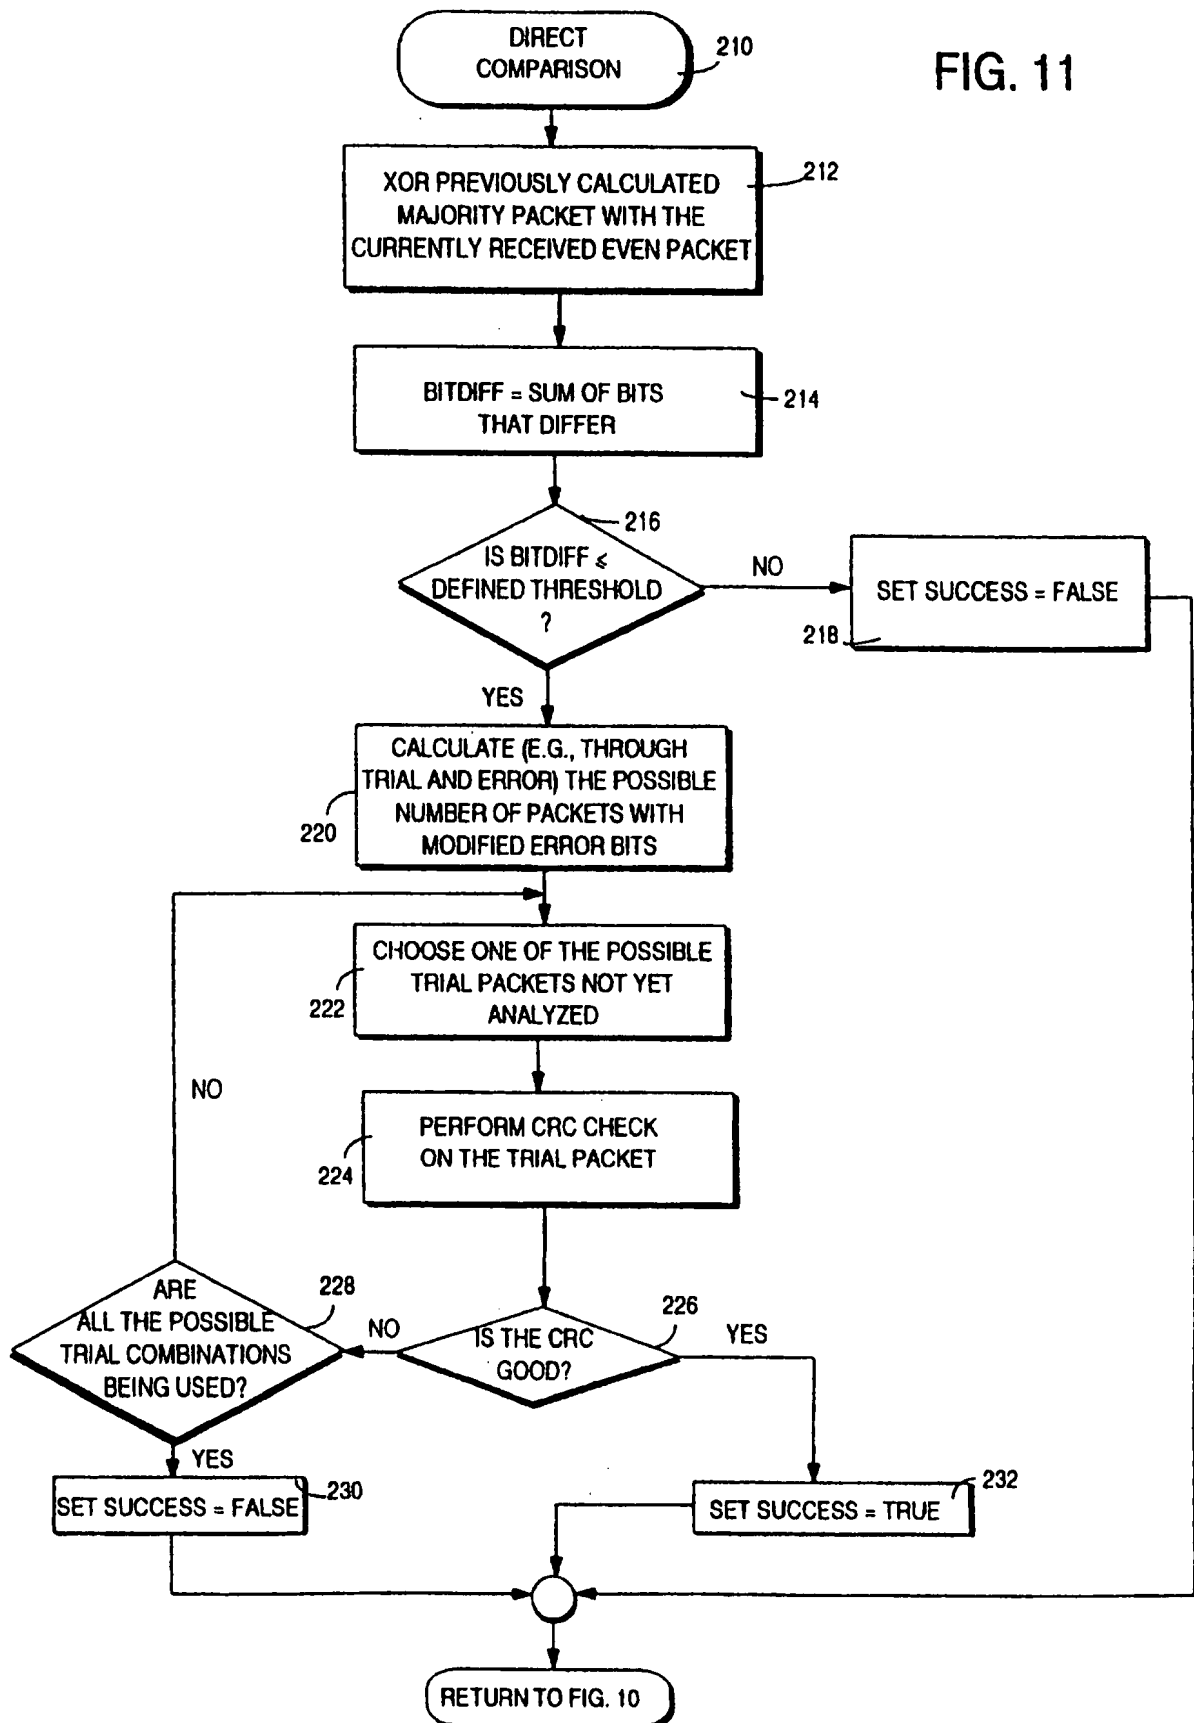 DIRECT
COMPARISON
210
FIG. 11
XOR PREVIOUSLY CALCULATED
MAJORITY PACKET WITH THE
CURRENTLY RECEIVED EVEN PACKET
212
BITDIFF = SUM OF BITS
THAT DIFFER
214
216
IS BITDIFF ≤
DEFINED THRESHOLD
?
NO
SET SUCCESS = FALSE
218
YES
CALCULATE (E.G., THROUGH
TRIAL AND ERROR) THE POSSIBLE
NUMBER OF PACKETS WITH
MODIFIED ERROR BITS
220
CHOOSE ONE OF THE POSSIBLE
TRIAL PACKETS NOT YET
ANALYZED
222
NO
PERFORM CRC CHECK
ON THE TRIAL PACKET
224
ARE
ALL THE POSSIBLE
TRIAL COMBINATIONS
BEING USED?
228
NO
IS THE CRC
GOOD?
226
YES
YES
SET SUCCESS = FALSE
230
SET SUCCESS = TRUE
232
RETURN TO FIG. 10